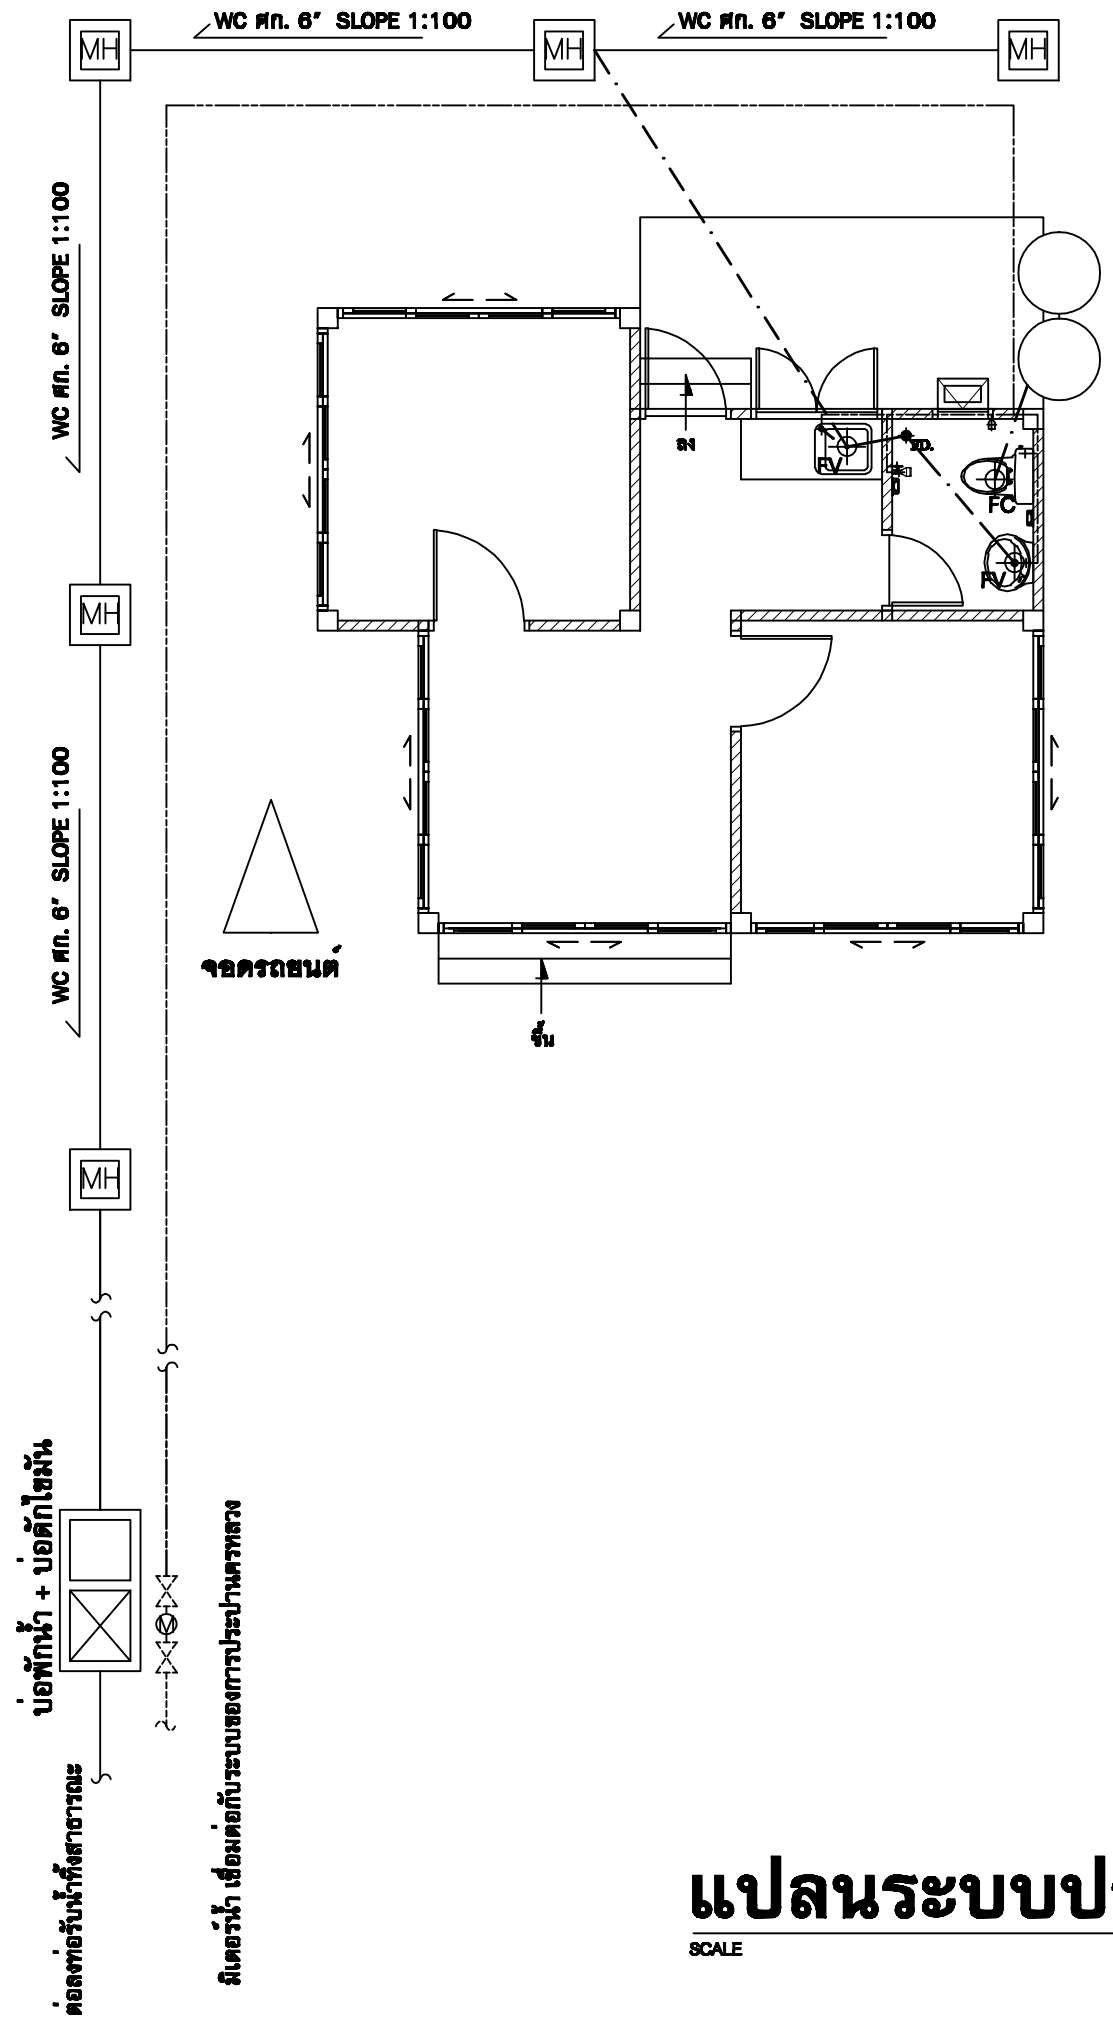 WC ศก. 6" SLOPE 1:100
WC ศก. 6" SLOPE 1:100
MH
MH
MH
WC ศก. 6" SLOPE 1:100
ลง
FV
FD.
FC
FV
MH
WC ศก. 6" SLOPE 1:100
จอดรถยนต์
ขึ้น
MH
บ่อพักน้ำ + บ่อดักไขมัน
M
มิเตอร์น้ำ เชื่อมต่อกับระบบของการประปานครหลวง
ต่อลงท่อรับน้ำทิ้งสาธารณะ
แปลนระบบป
SCALE